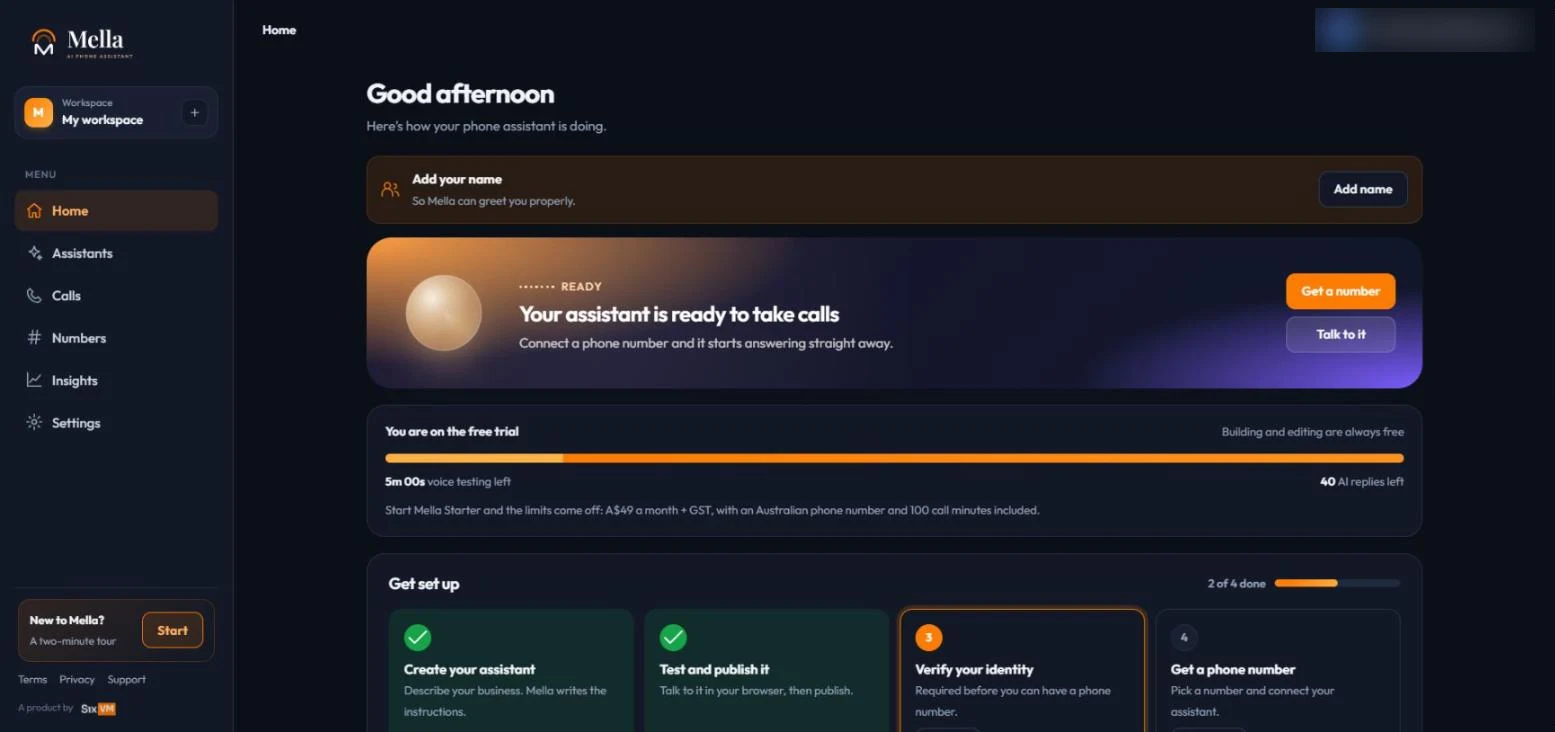 Mella
AI PHONE ASSISTANT
M
Workspace
My workspace
+
MENU
Home
Assistants
Calls
Numbers
Insights
Settings
New to Mella?
A two-minute tour
Start
Terms Privacy Support
A product by SixVM
Home
Good afternoon
Here's how your phone assistant is doing.
Add your name
So Mella can greet you properly.
Add name
READY
Your assistant is ready to take calls
Connect a phone number and it starts answering straight away.
Get a number
Talk to it
You are on the free trial
Building and editing are always free
5m 00s voice testing left
40 AI replies left
Start Mella Starter and the limits come off: A$49 a month + GST, with an Australian phone number and 100 call minutes included.
Get set up
2 of 4 done
Create your assistant
Describe your business. Mella writes the
instructions.
Test and publish it
Talk to it in your browser, then publish.
3
Verify your identity
Required before you can have a phone
number.
4
Get a phone number
Pick a number and connect your
assistant.